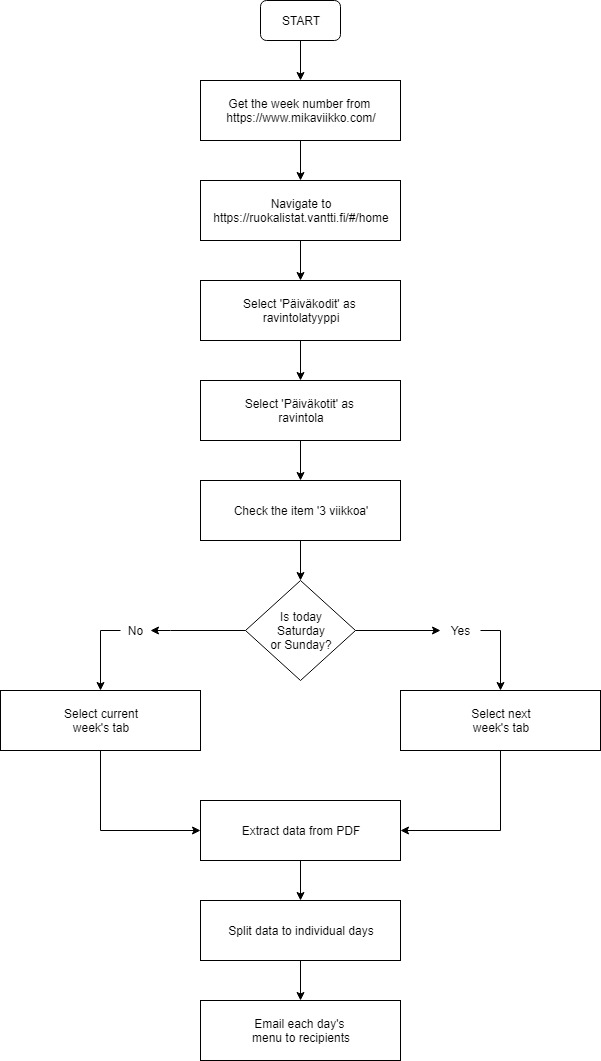 START
Get the week number from
https://www.mikaviikko.com/
Navigate to
https://ruokalistat.vantti.fi/#/home
Select 'Päiväkodit' as
ravintolatyyppi
Select 'Päiväkotit' as
ravintola
Check the item '3 viikkoa'
Is today
Saturday
or Sunday?
No
Yes
Select current
week's tab
Select next
week's tab
Extract data from PDF
Split data to individual days
Email each day's
menu to recipients